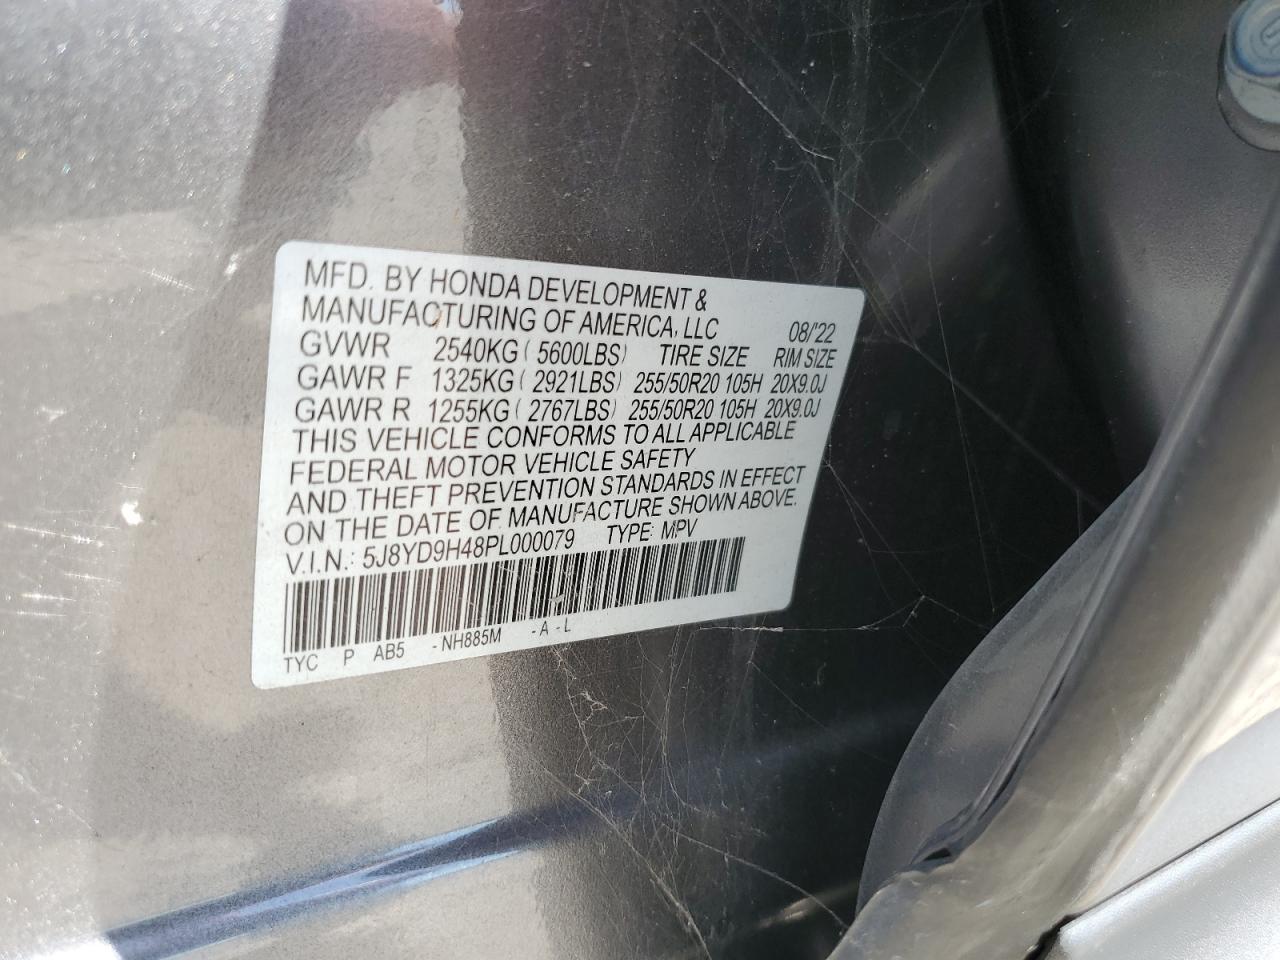 MFD. BY HONDA DEVELOPMENT &
MANUFACTURING OF AMERICA, LLC 08/'22
GVWR 2540KG ( 5600LBS) TIRE SIZE RIM SIZE
GAWR F 1325KG ( 2921LBS) 255/50R20 105H 20X9.0J
GAWR R 1255KG ( 2767LBS) 255/50R20 105H 20X9.0J
THIS VEHICLE CONFORMS TO ALL APPLICABLE
FEDERAL MOTOR VEHICLE SAFETY
AND THEFT PREVENTION STANDARDS IN EFFECT
ON THE DATE OF MANUFACTURE SHOWN ABOVE.
V.I.N.: 5J8YD9H48PL000079 TYPE: MPV
TYC P AB5 -NH885M -A -L